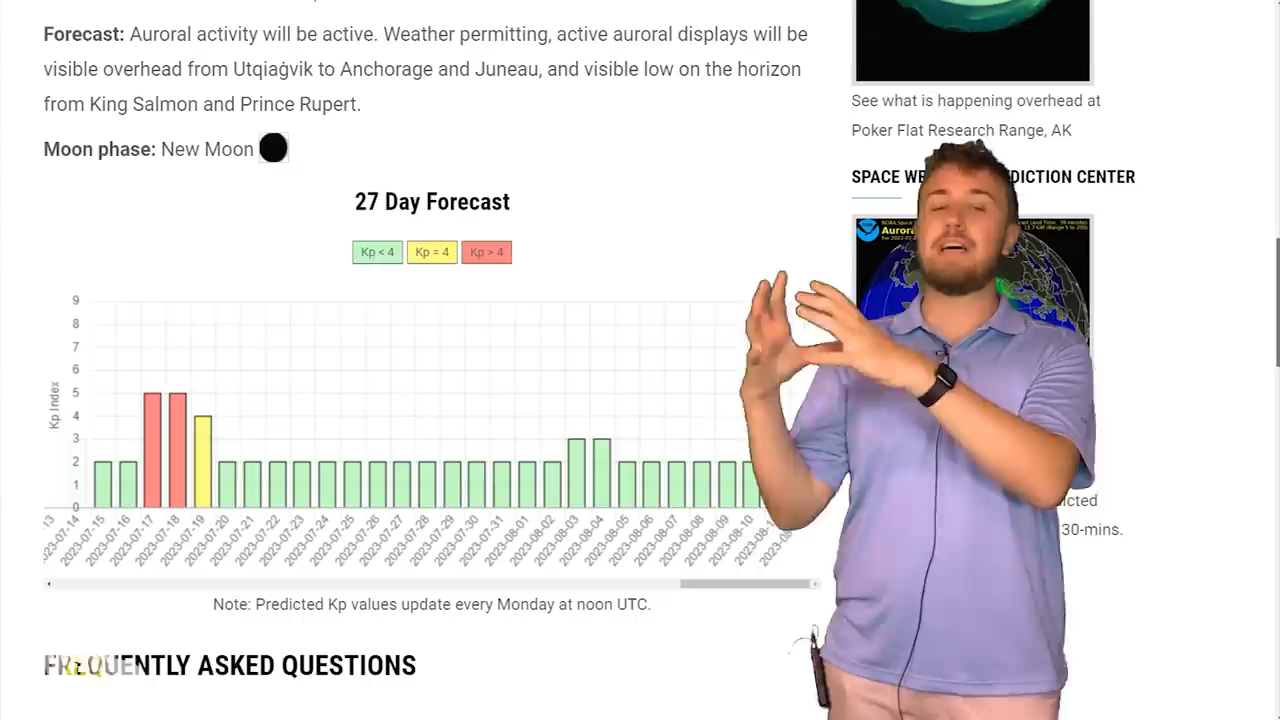 Forecast: Auroral activity will be active. Weather permitting, active auroral displays will be
visible overhead from Utqiaġvik to Anchorage and Juneau, and visible low on the horizon
from King Salmon and Prince Rupert.
Moon phase: New Moon
27 Day Forecast
Kp < 4 Kp = 4 Kp > 4
9
8
7
6
5
4
3
2
1
0
Kp Index
2023-07-14
2023-07-15
2023-07-16
2023-07-17
2023-07-18
2023-07-19
2023-07-20
2023-07-21
2023-07-22
2023-07-23
2023-07-24
2023-07-25
2023-07-26
2023-07-27
2023-07-28
2023-07-29
2023-07-30
2023-07-31
2023-08-01
2023-08-02
2023-08-03
2023-08-04
2023-08-05
2023-08-06
2023-08-07
2023-08-08
2023-08-09
2023-08-10
Note: Predicted Kp values update every Monday at noon UTC.
FREQUENTLY ASKED QUESTIONS
See what is happening overhead at
Poker Flat Research Range, AK
SPACE WE DICTION CENTER
Auro
icted
30-mins.